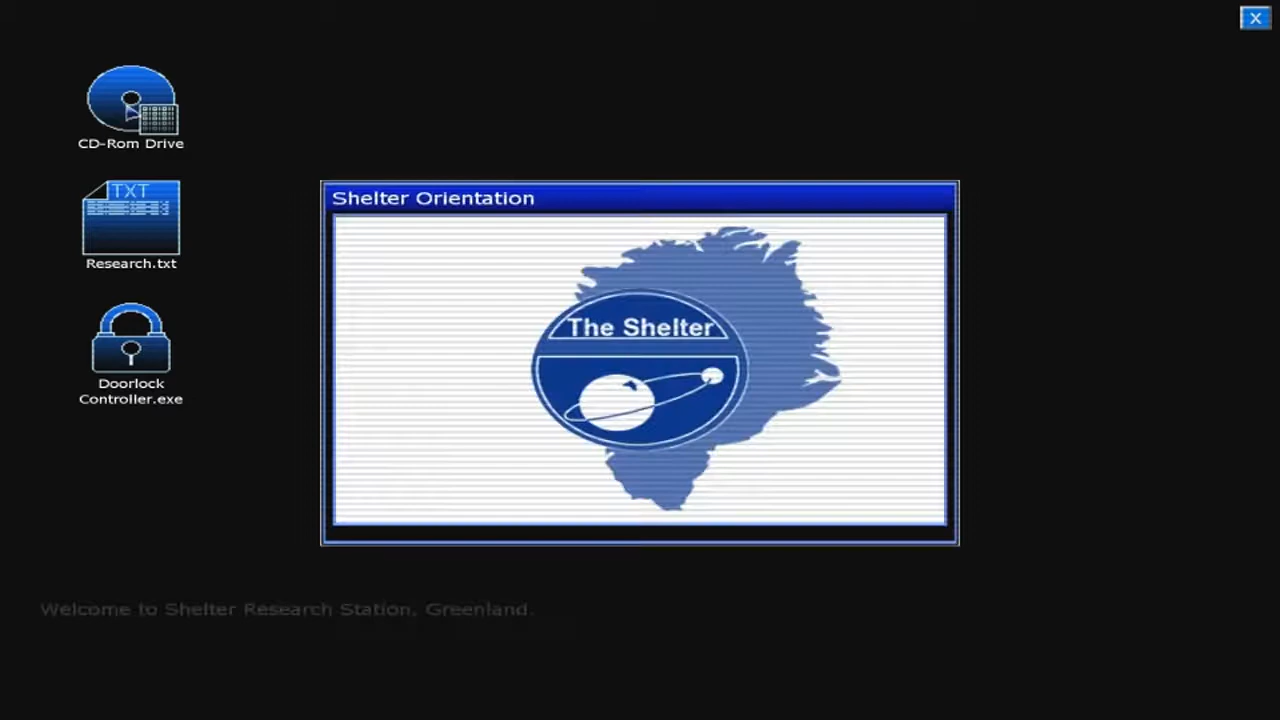 X
CD-Rom Drive
TXT
Research.txt
Doorlock
Controller.exe
Shelter Orientation
The Shelter
Welcome to Shelter Research Station, Greenland.